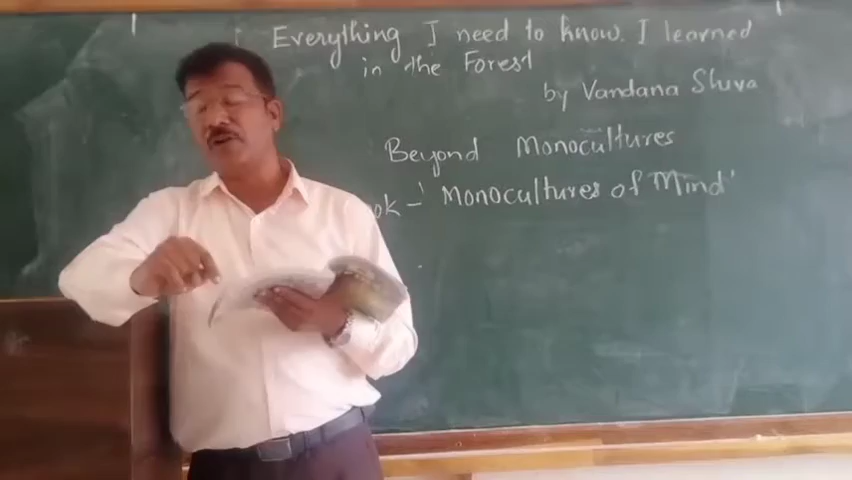 Everything I need to know I learned
in the Forest
by Vandana Shiva
Beyond Monocultures
ok - 'Monocultures of Mind'